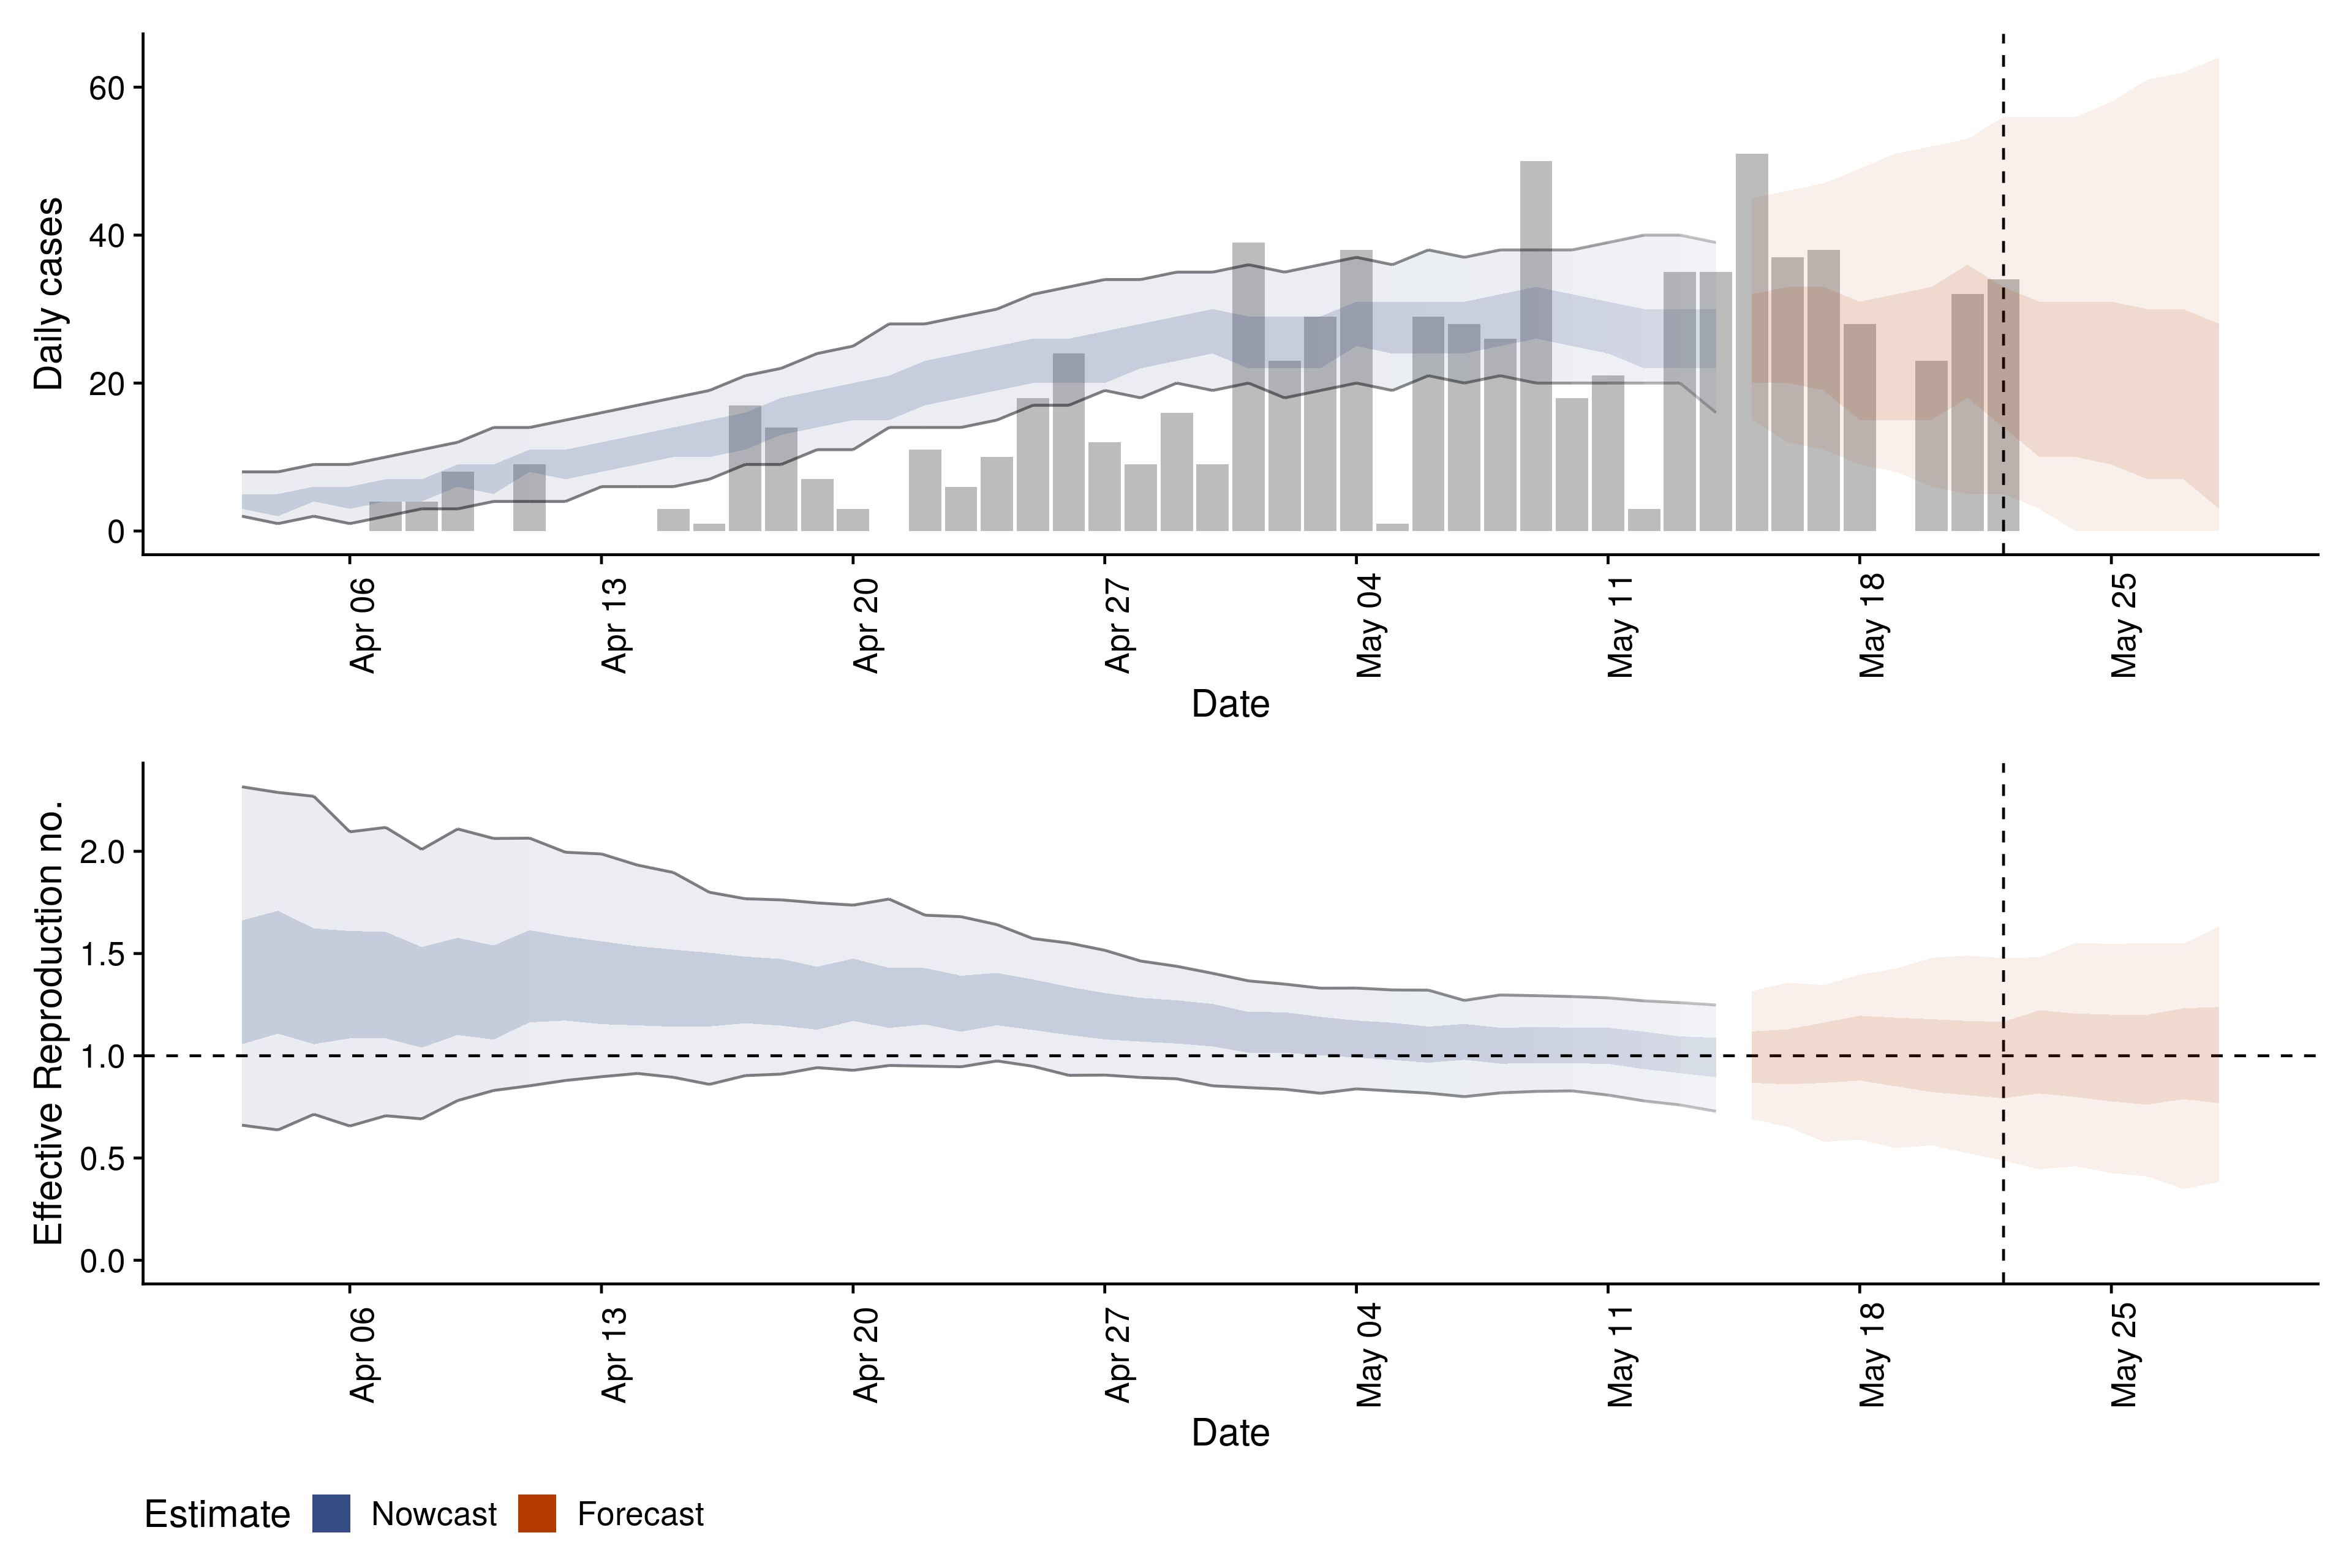 Daily cases
60
40
20
0
Apr 06
Apr 13
Apr 20
Apr 27
May 04
May 11
May 18
May 25
Date
Effective Reproduction no.
2.0
1.5
1.0
0.5
0.0
Apr 06
Apr 13
Apr 20
Apr 27
May 04
May 11
May 18
May 25
Date
Estimate Nowcast Forecast